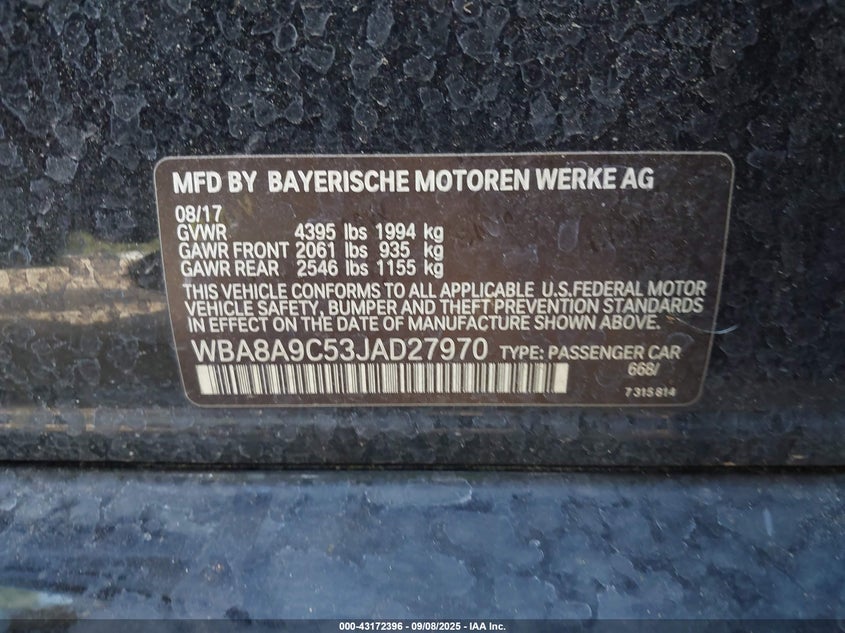 MFD BY BAYERISCHE MOTOREN WERKE AG
08/17
GVWR 4395 lbs 1994 kg
GAWR FRONT 2061 lbs 935 kg
GAWR REAR 2546 lbs 1155 kg
THIS VEHICLE CONFORMS TO ALL APPLICABLE U.S.FEDERAL MOTOR
VEHICLE SAFETY, BUMPER AND THEFT PREVENTION STANDARDS
IN EFFECT ON THE DATE OF MANUFACTURE SHOWN ABOVE.
WBA8A9C53JAD27970 TYPE: PASSENGER CAR
668/
7 315 814
000-43172396 - 09/08/2025 - IAA Inc.